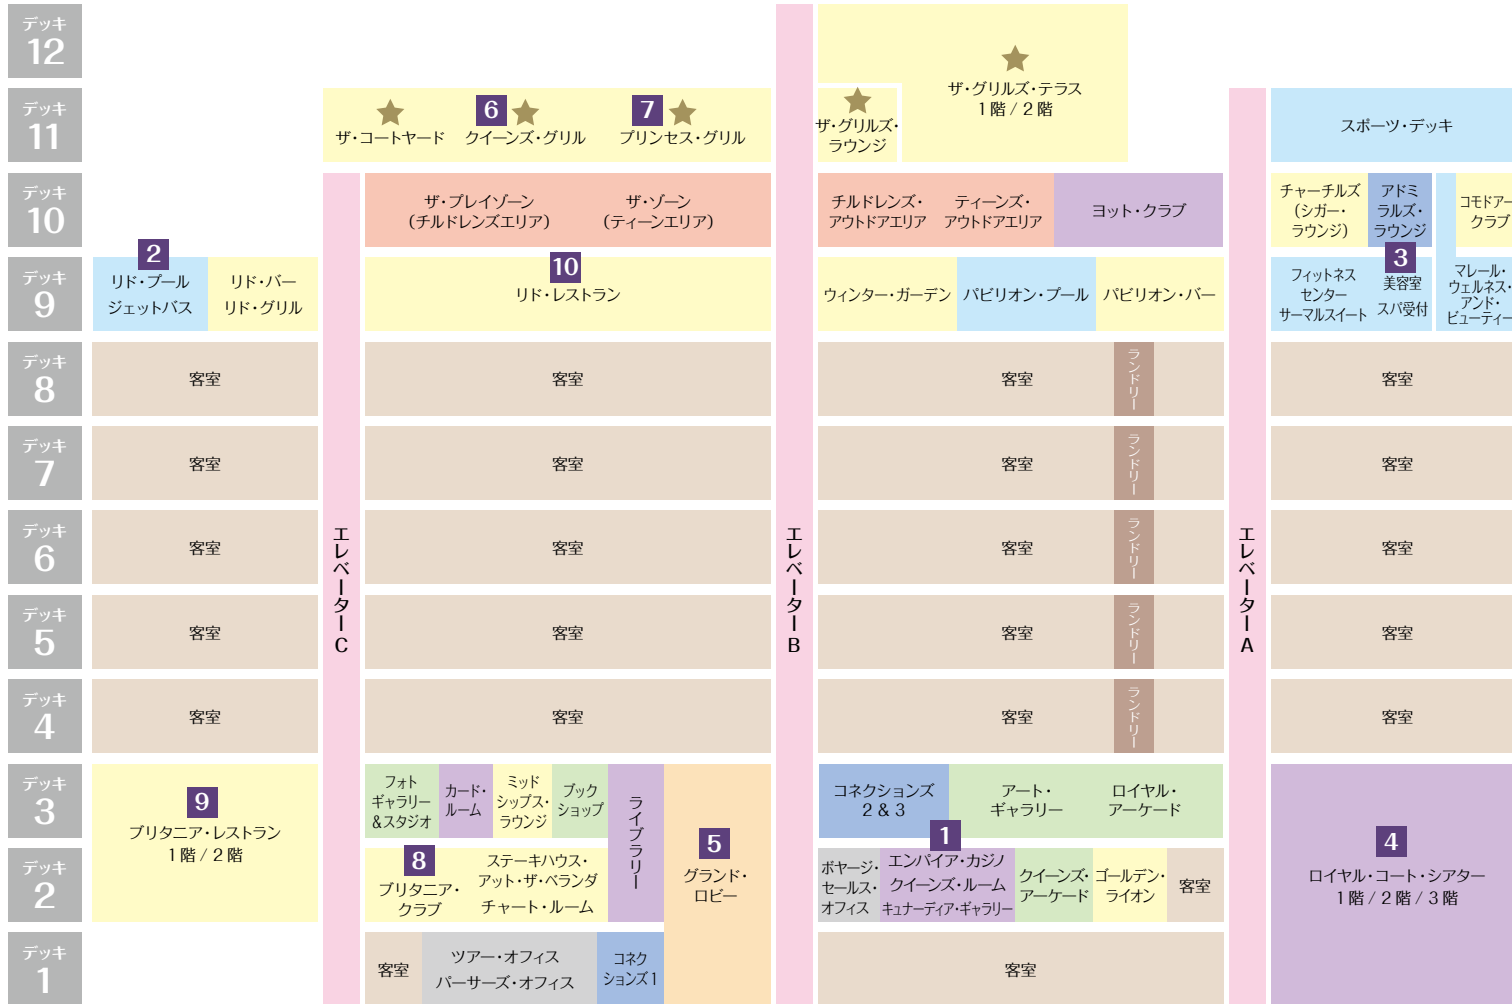 デッキ
12
ザ・グリルズ・テラス
1階 / 2階
デッキ
11
ザ・コートヤード
6
クイーンズ・グリル
7
プリンセス・グリル
ザ・グリルズ・
ラウンジ
スポーツ・デッキ
デッキ
10
ザ・プレイゾーン
(チルドレンズエリア)
ザ・ゾーン
(ティーンエリア)
チルドレンズ・
アウトドアエリア
ティーンズ・
アウトドアエリア
ヨット・クラブ
チャーチルズ
(シガー・
ラウンジ)
アドミ
ラルズ・
ラウンジ
コモドアー
クラブ
デッキ
9
2
リド・プール
ジェットバス
リド・バー
リド・グリル
10
リド・レストラン
ウィンター・ガーデン
パビリオン・プール
パビリオン・バー
フィットネス
センター
サーマルスイート
3
美容室
スパ受付
マレール・
ウェルネス・
アンド・
ビューティー
デッキ
8
客室
客室
客室
ランドリー
客室
デッキ
7
客室
客室
客室
ランドリー
客室
デッキ
6
客室
客室
客室
ランドリー
客室
デッキ
5
客室
客室
客室
ランドリー
客室
デッキ
4
客室
客室
客室
ランドリー
客室
エレベーターC
エレベーターB
エレベーターA
デッキ
3
9
ブリタニア・レストラン
1階 / 2階
フォト
ギャラリー
&スタジオ
カード・
ルーム
ミッド
シップス・
ラウンジ
ブック
ショップ
ライブラリー
5
グランド・
ロビー
コネクションズ
2 & 3
アート・
ギャラリー
ロイヤル・
アーケード
4
ロイヤル・コート・シアター
1階 / 2階 / 3階
デッキ
2
8
ブリタニア・
クラブ
ステーキハウス・
アット・ザ・ベランダ
チャート・ルーム
ボヤージ・
セールス・
オフィス
1
エンパイア・カジノ
クイーンズ・ルーム
キュナーディア・ギャラリー
クイーンズ・
アーケード
ゴールデン・
ライオン
客室
デッキ
1
客室
ツアー・オフィス
パーサーズ・オフィス
コネク
ションズ1
客室